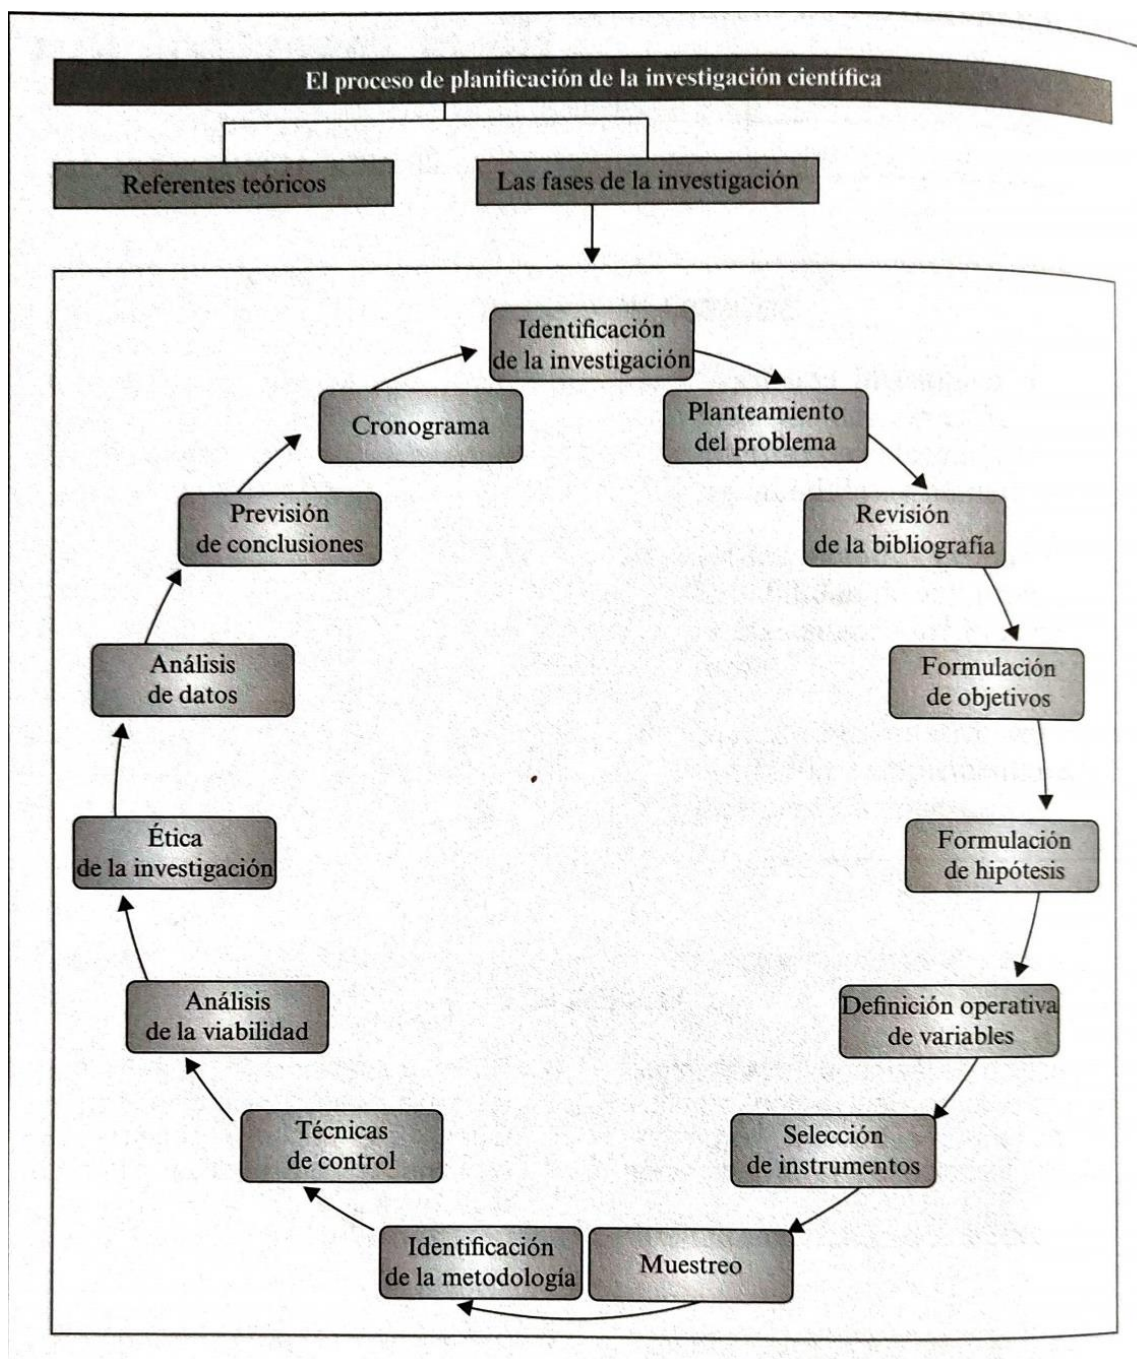 El proceso de planificación de la investigación científica
Referentes teóricos
Las fases de la investigación
Identificación
de la investigación
Planteamiento
del problema
Revisión
de la bibliografía
Formulación
de objetivos
Formulación
de hipótesis
Definición operativa
de variables
Selección
de instrumentos
Muestreo
Identificación
de la metodología
Técnicas
de control
Análisis
de la viabilidad
Ética
de la investigación
Análisis
de datos
Previsión
de conclusiones
Cronograma